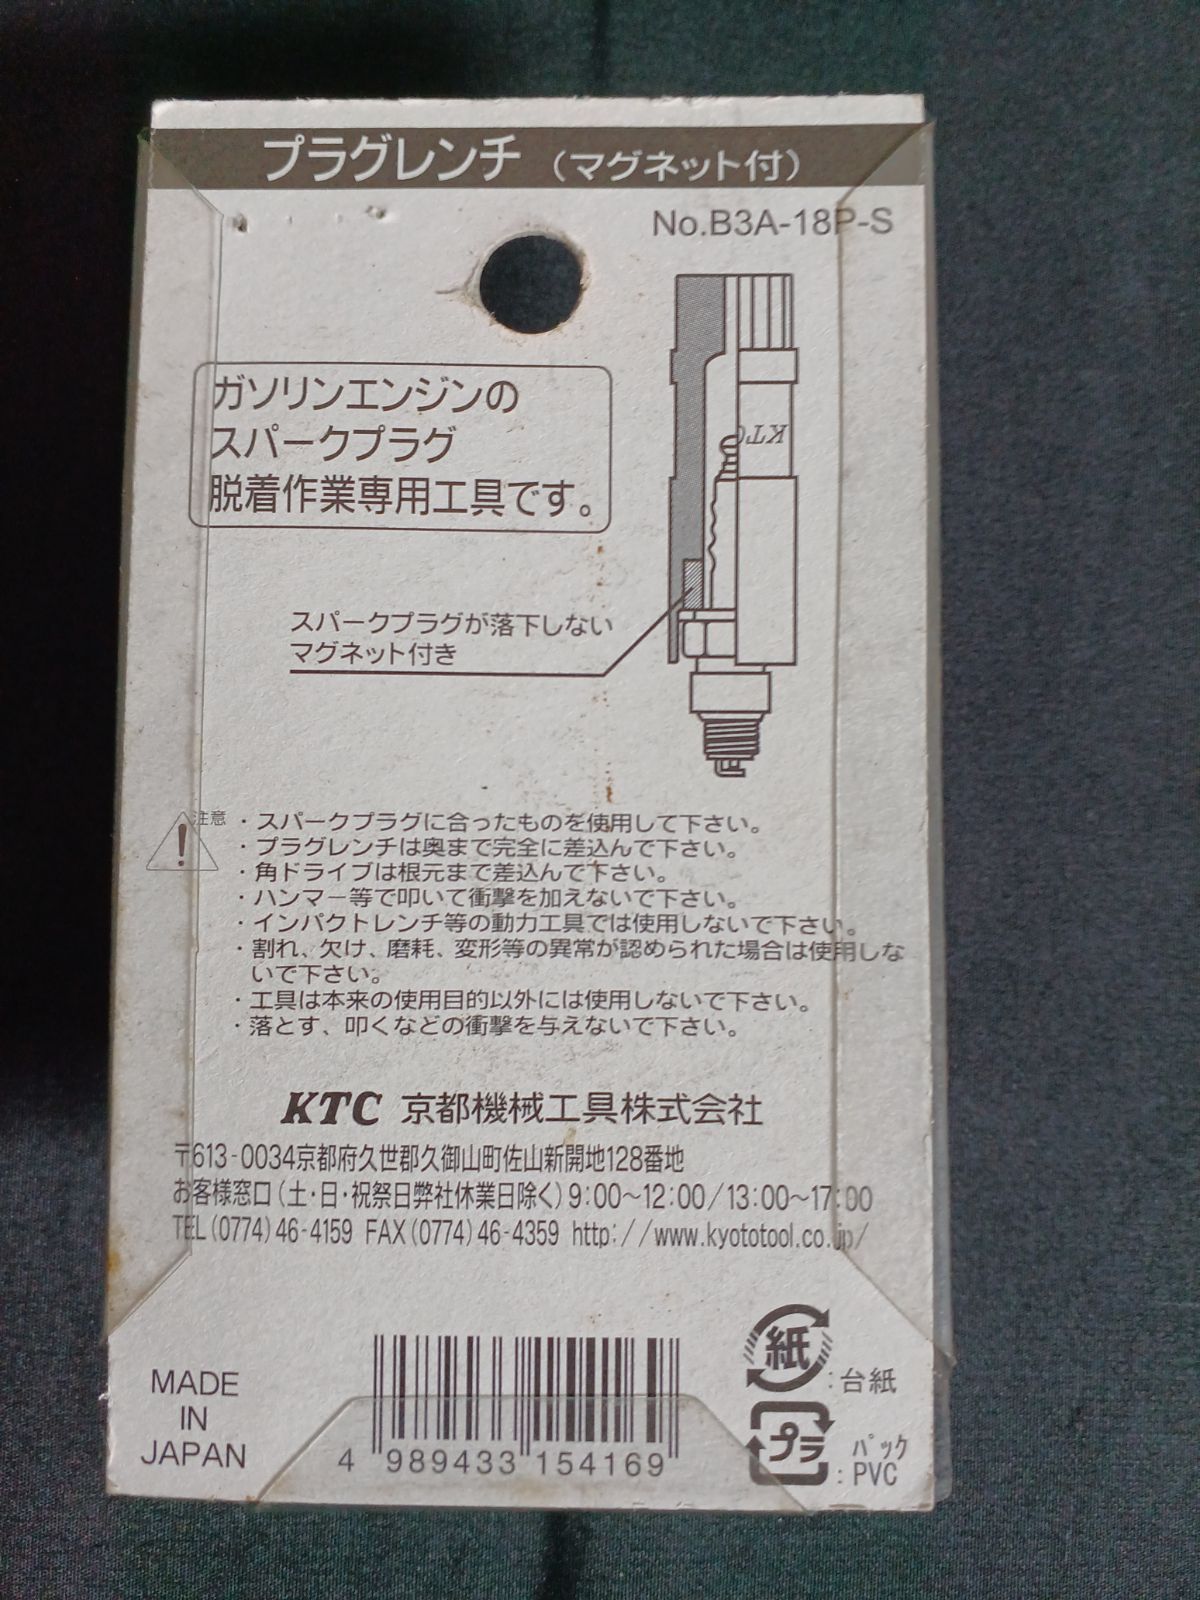 プラグレンチ（マグネット付）
No.B3A-18P-S
ガソリンエンジンの
スパークプラグ
脱着作業専用工具です。
KTC
スパークプラグが落下しない
マグネット付き
注意
・スパークプラグに合ったものを使用して下さい。
・プラグレンチは奥まで完全に差込んで下さい。
・角ドライブは根元まで差込んで下さい。
・ハンマー等で叩いて衝撃を加えないで下さい。
・インパクトレンチ等の動力工具では使用しないで下さい。
・割れ、欠け、磨耗、変形等の異常が認められた場合は使用しな
いで下さい。
・工具は本来の使用目的以外には使用しないで下さい。
・落とす、叩くなどの衝撃を与えないで下さい。
KTC 京都機械工具株式会社
〒613-0034京都府久世郡久御山町佐山新開地128番地
お客様窓口（土・日・祝祭日弊社休業日除く）9:00～12:00/13:00～17:00
TEL(0774)46-4159 FAX(0774)46-4359 http://www.kyototool.co.jp/
MADE
IN
JAPAN
4 989433 154169
紙
：台紙
プラ
パック
：PVC